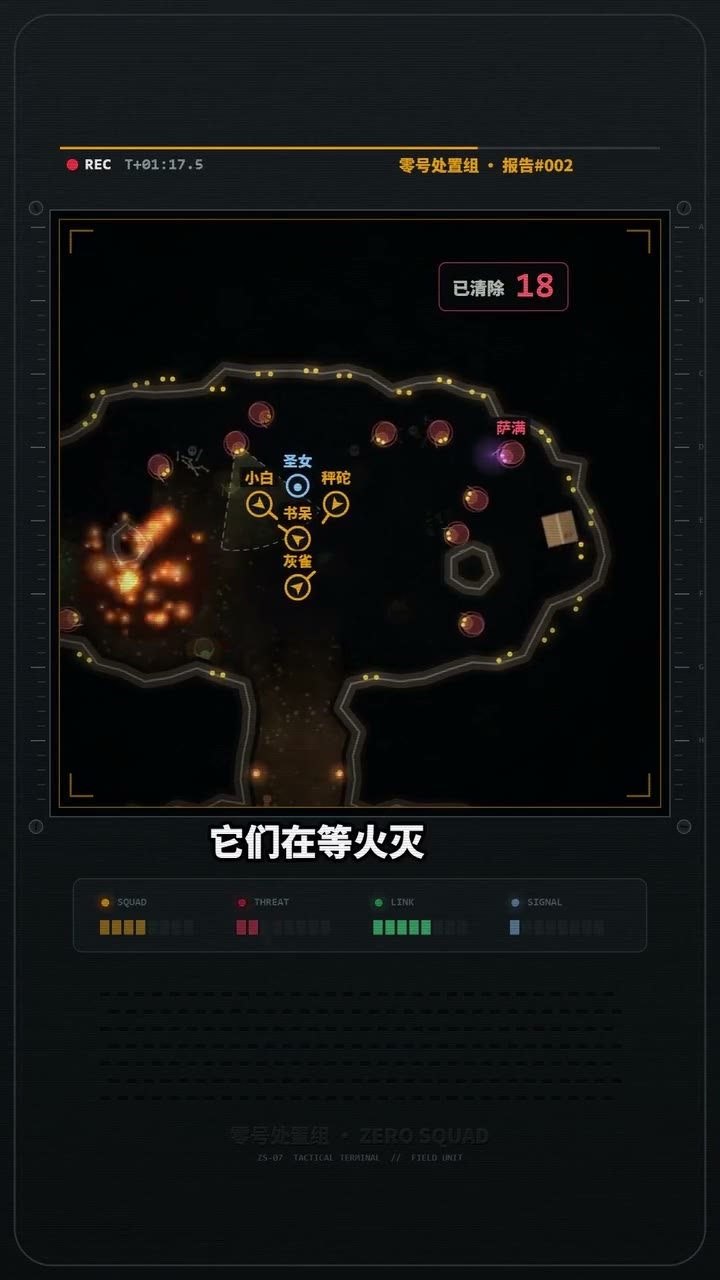 REC T+01:17.5 零号处置组 • 报告#002
已清除 18
萨满
圣女
小白 秤砣
书呆
灰雀
它们在等火灭
SQUAD THREAT LINK SIGNAL
零号处置组 • ZERO SQUAD
ZS-07 TACTICAL TERMINAL // FIELD UNIT